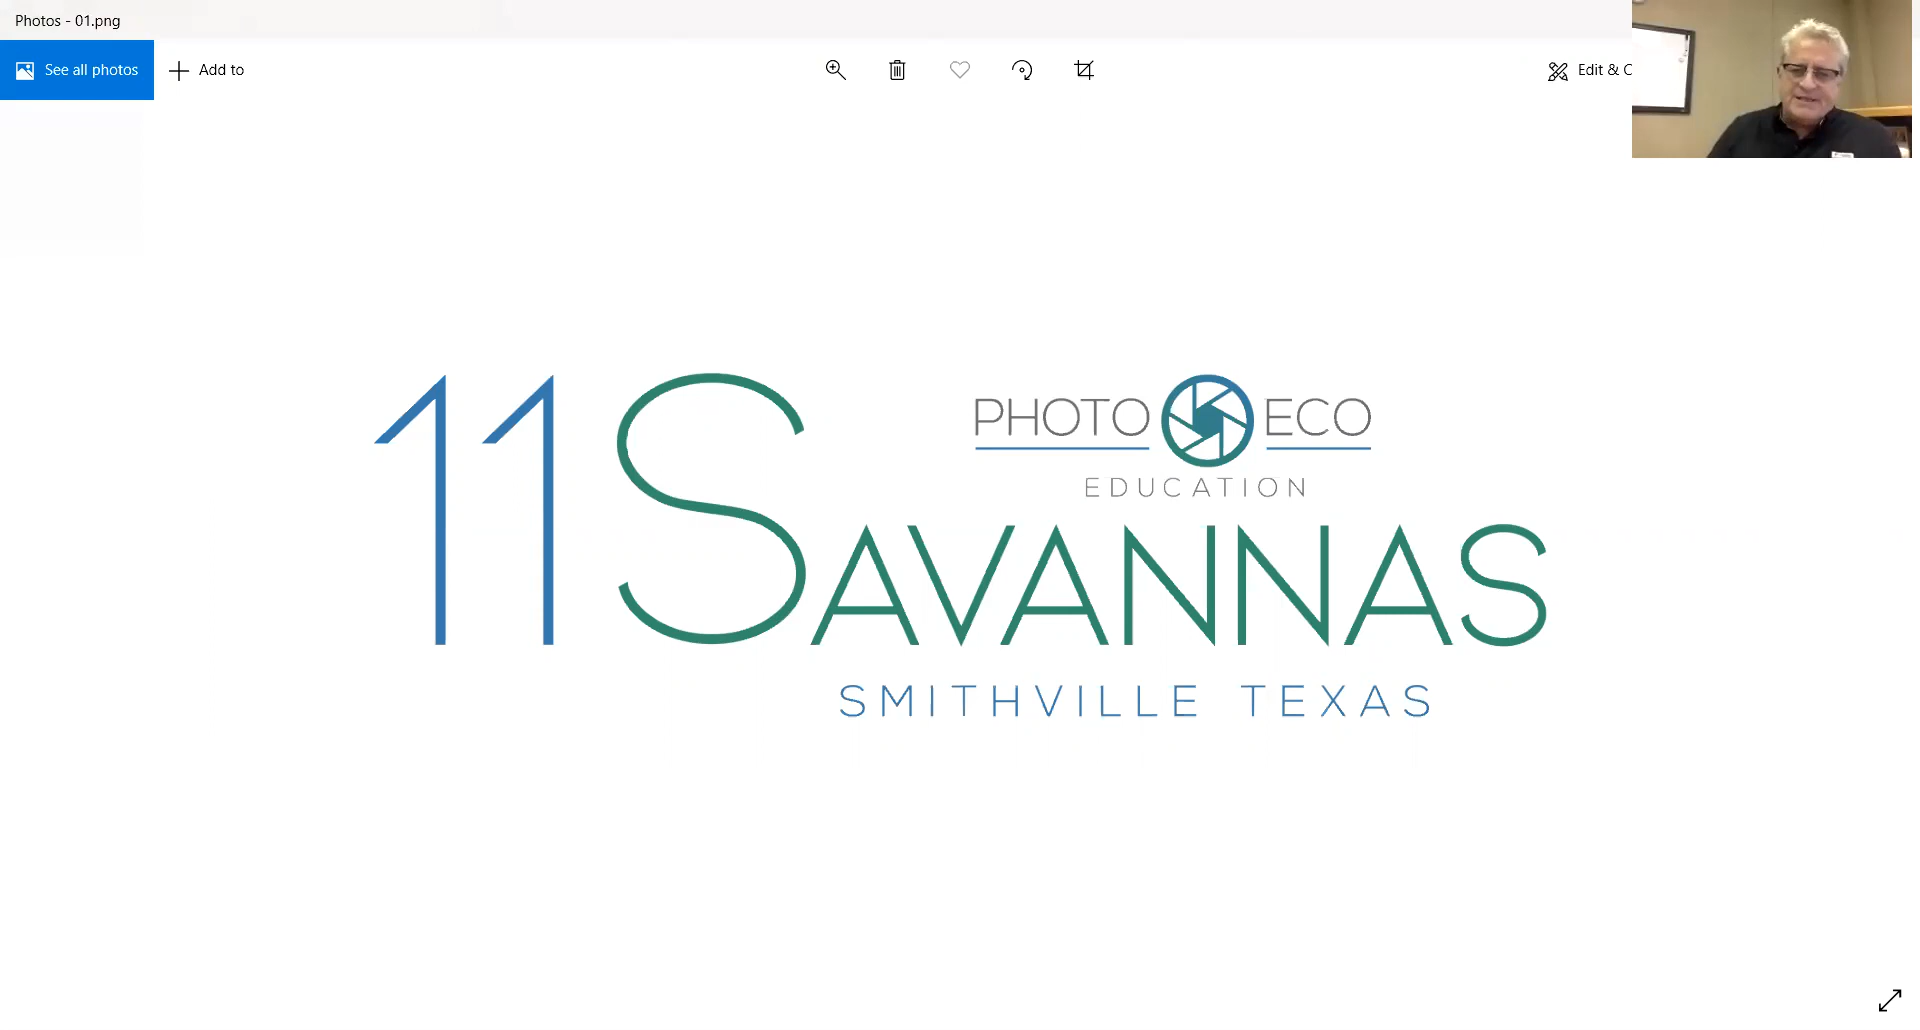 Photos - 01.png
See all photos
Add to
Edit & C
PHOTO ECO
EDUCATION
11 SAVANNAS
SMITHVILLE TEXAS